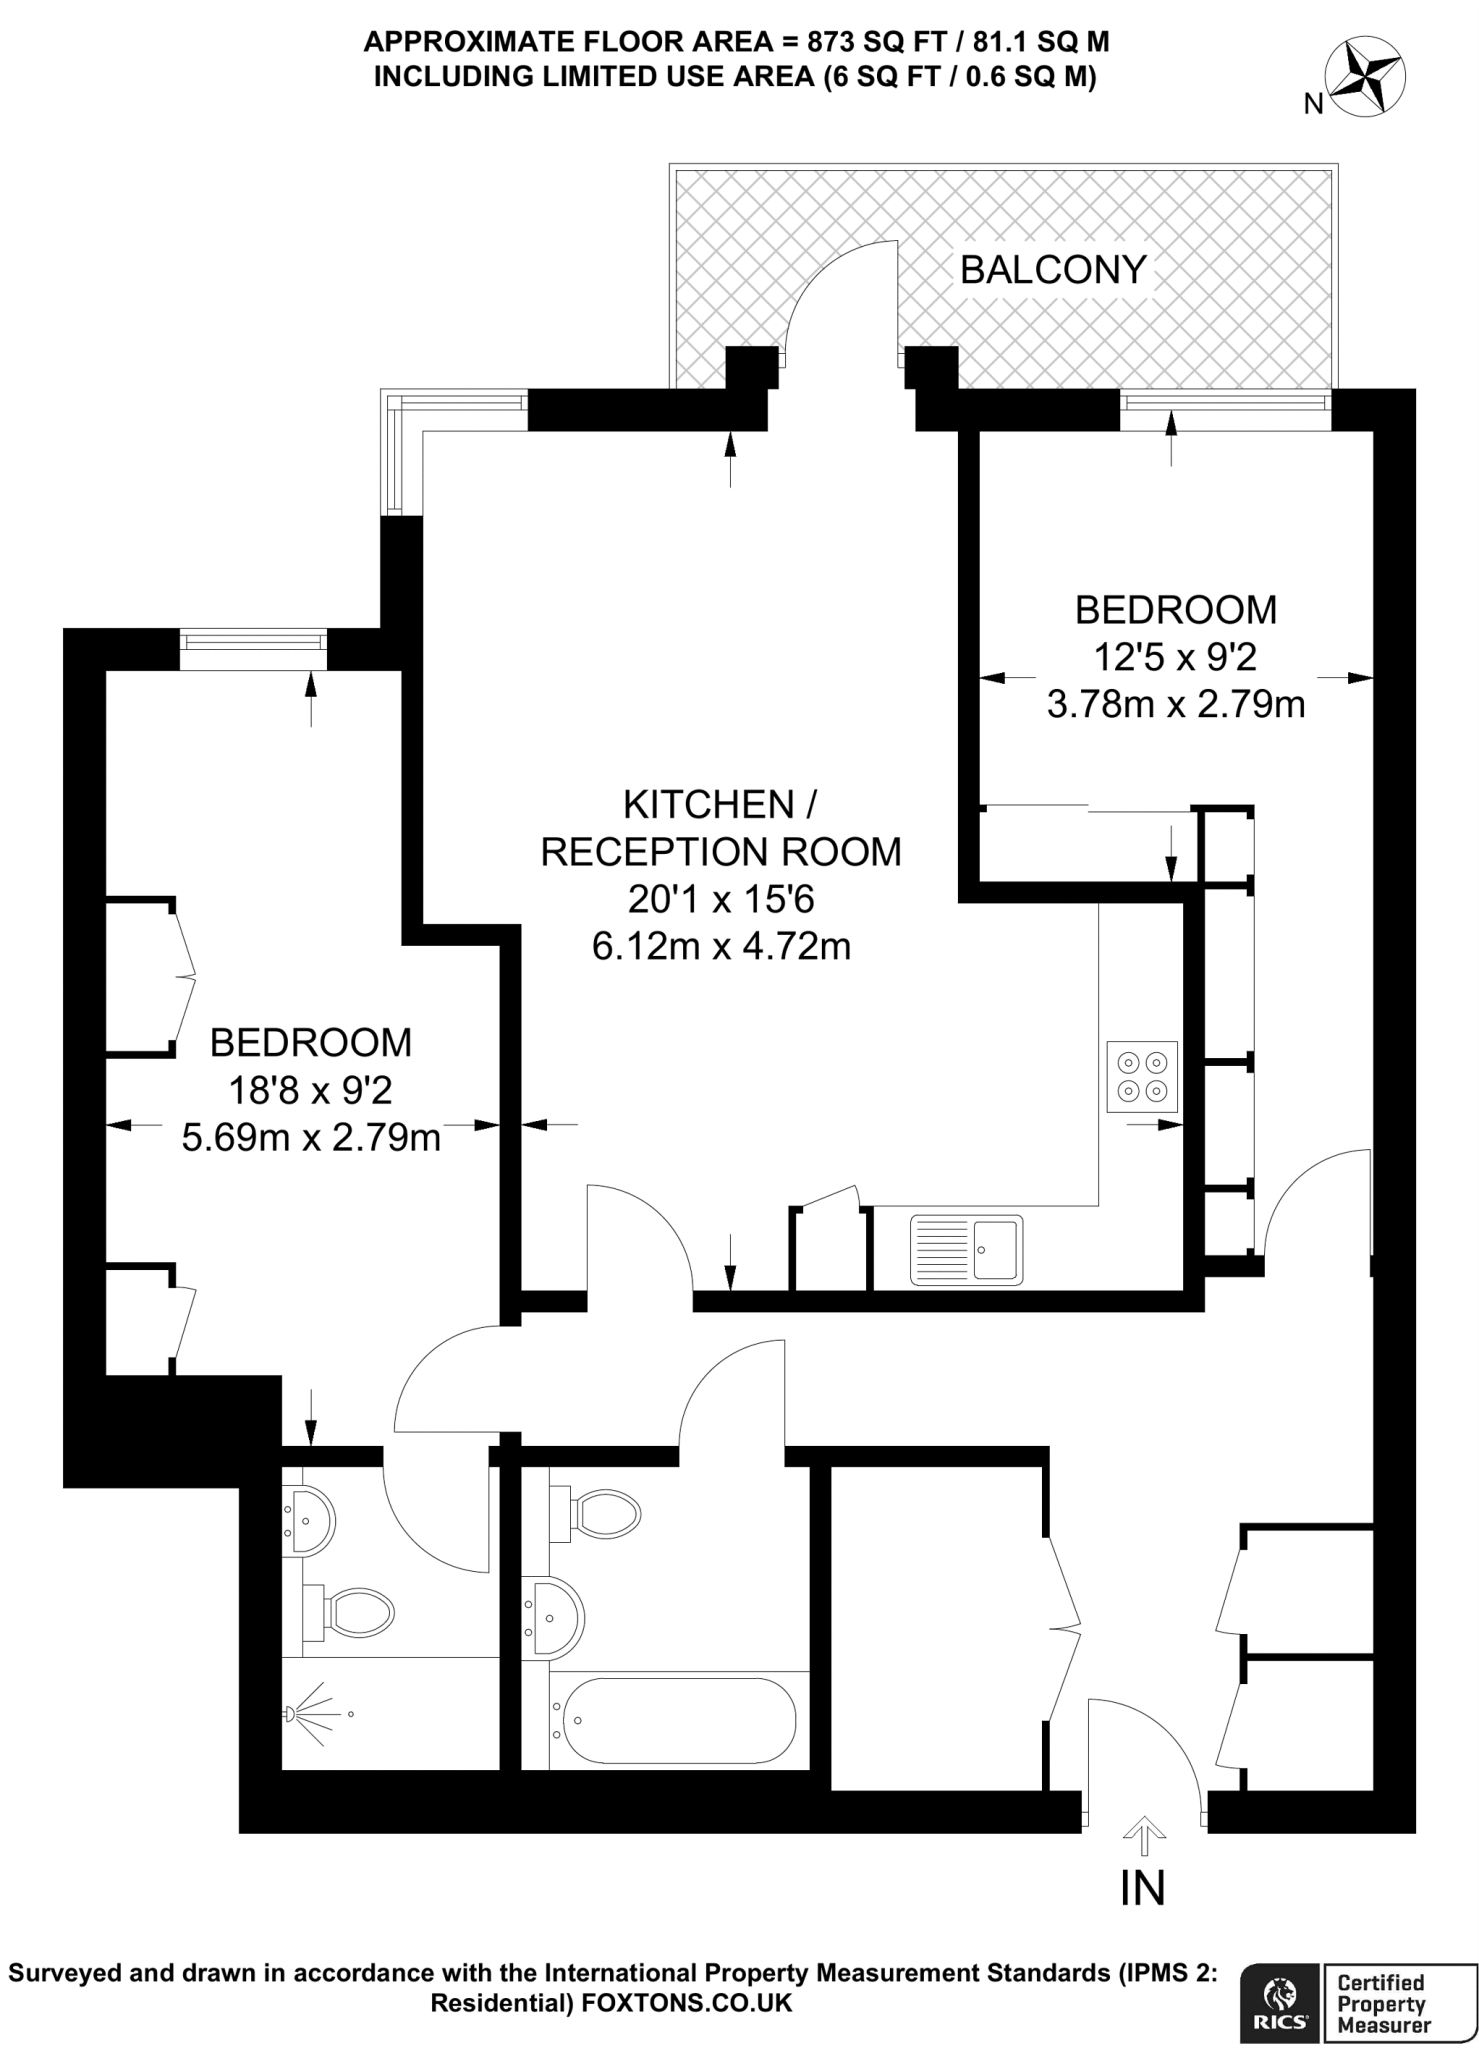 APPROXIMATE FLOOR AREA = 873 SQ FT / 81.1 SQ M
INCLUDING LIMITED USE AREA (6 SQ FT / 0.6 SQ M)
N
BALCONY
BEDROOM
12'5 x 9'2
3.78m x 2.79m
KITCHEN /
RECEPTION ROOM
20'1 x 15'6
6.12m x 4.72m
BEDROOM
18'8 x 9'2
5.69m x 2.79m
IN
Surveyed and drawn in accordance with the International Property Measurement Standards (IPMS 2:
Residential) FOXTONS.CO.UK
RICS
Certified
Property
Measurer